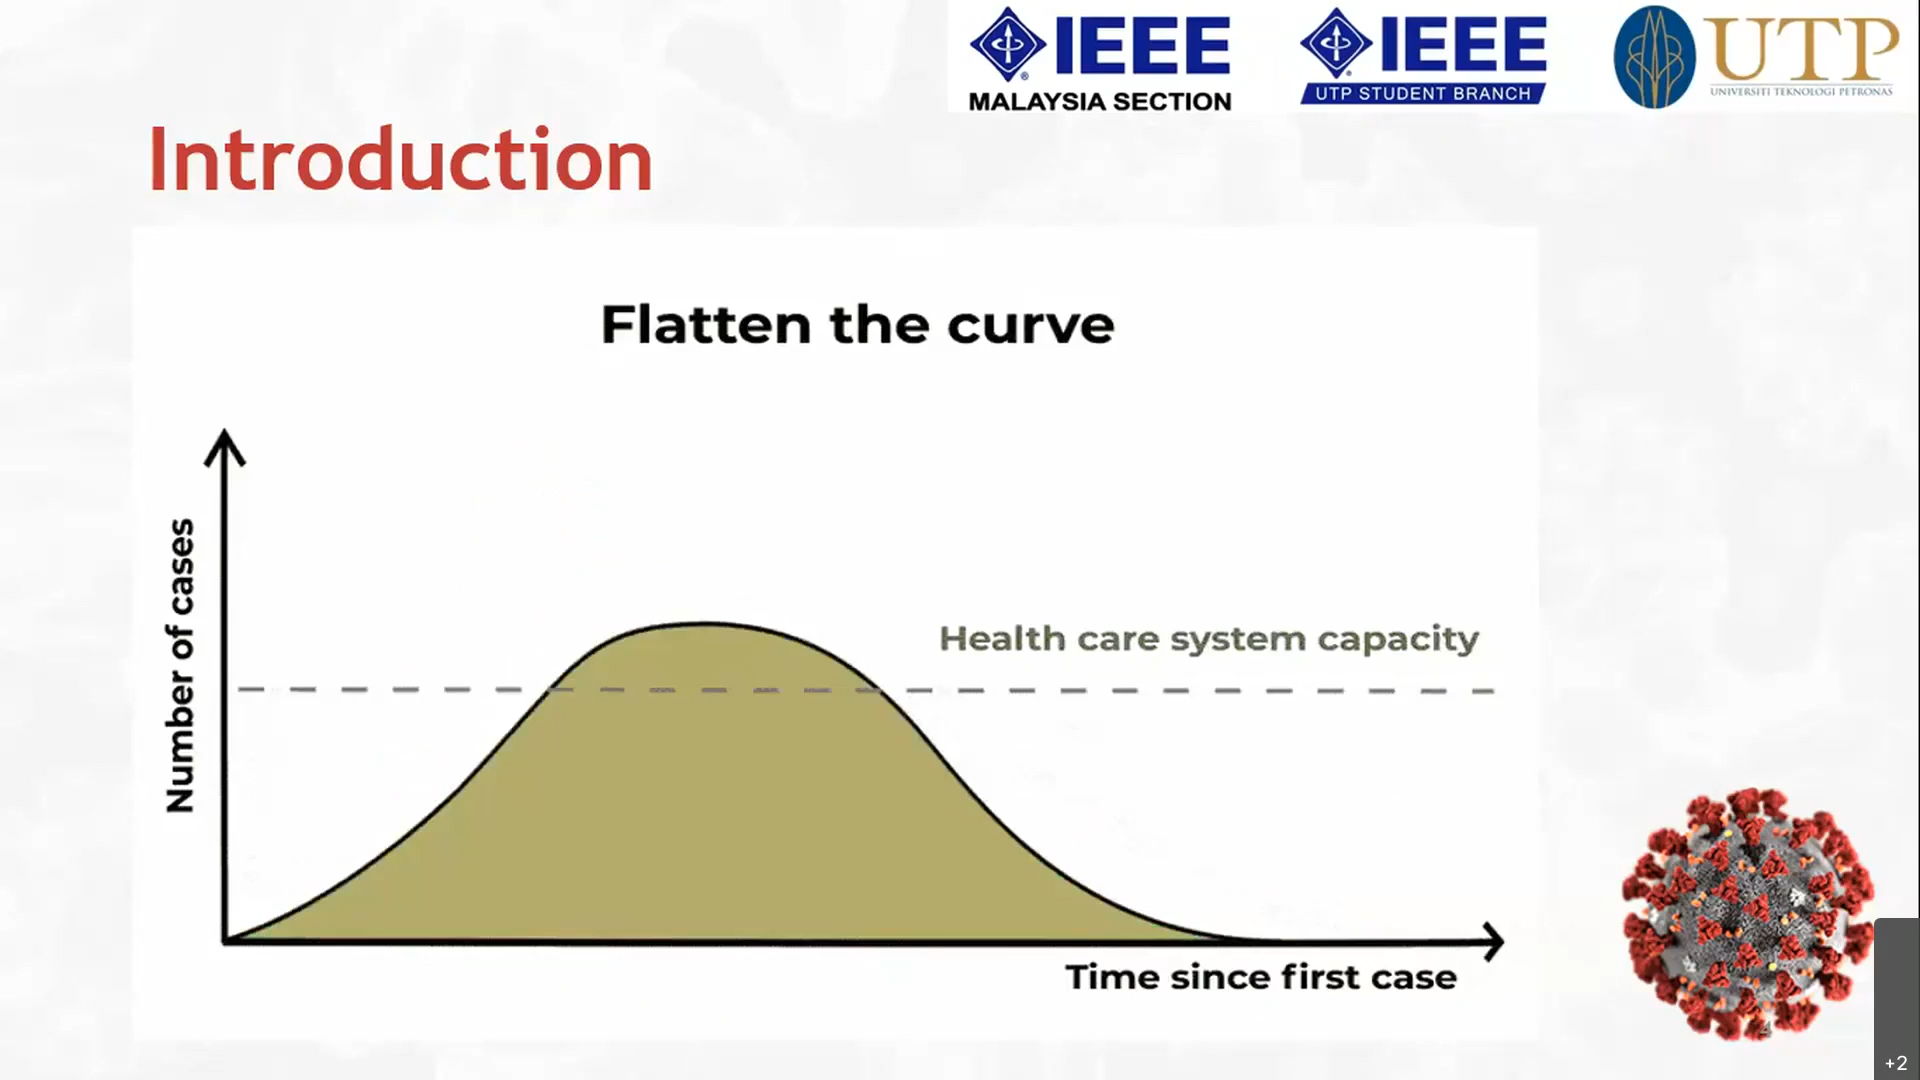 IEEE
MALAYSIA SECTION
IEEE
UTP STUDENT BRANCH
UTP
UNIVERSITI TEKNOLOGI PETRONAS
Introduction
Flatten the curve
Number of cases
Health care system capacity
Time since first case
+2